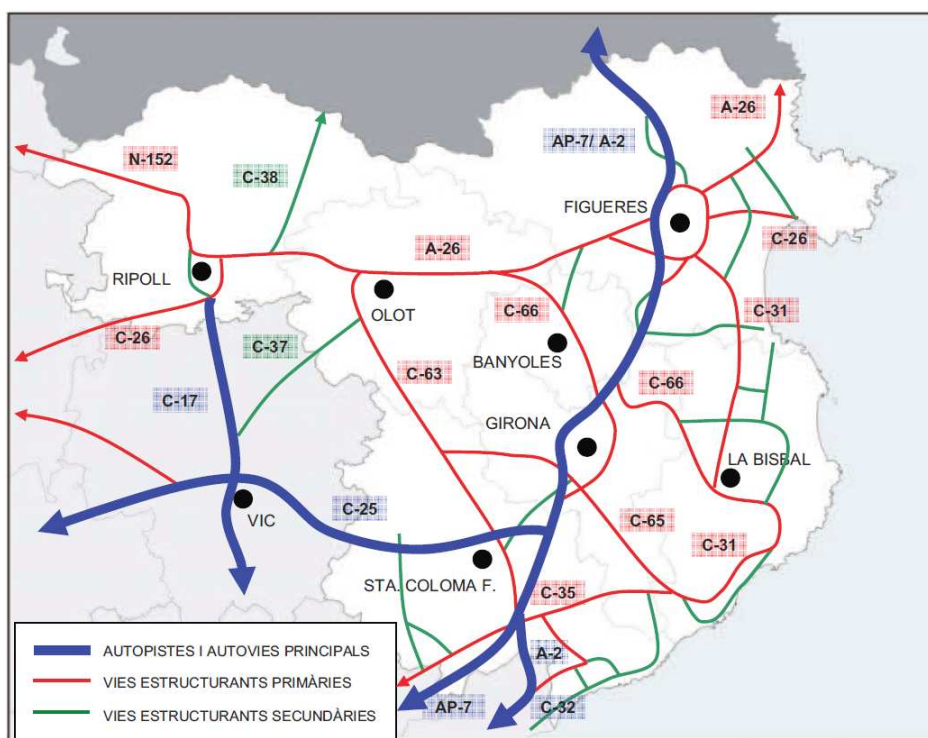 A-26
N-152
AP-7/ A-2
C-38
FIGUERES
C-26
A-26
RIPOLL
OLOT
C-66
C-31
C-26
C-37
BANYOLES
C-63
C-66
C-17
GIRONA
LA BISBAL
VIC
C-25
C-65
C-31
STA. COLOMA F.
C-35
A-2
AP-7
C-32
AUTOPISTES I AUTOVIES PRINCIPALS
VIES ESTRUCTURANTS PRIMÀRIES
VIES ESTRUCTURANTS SECUNDÀRIES